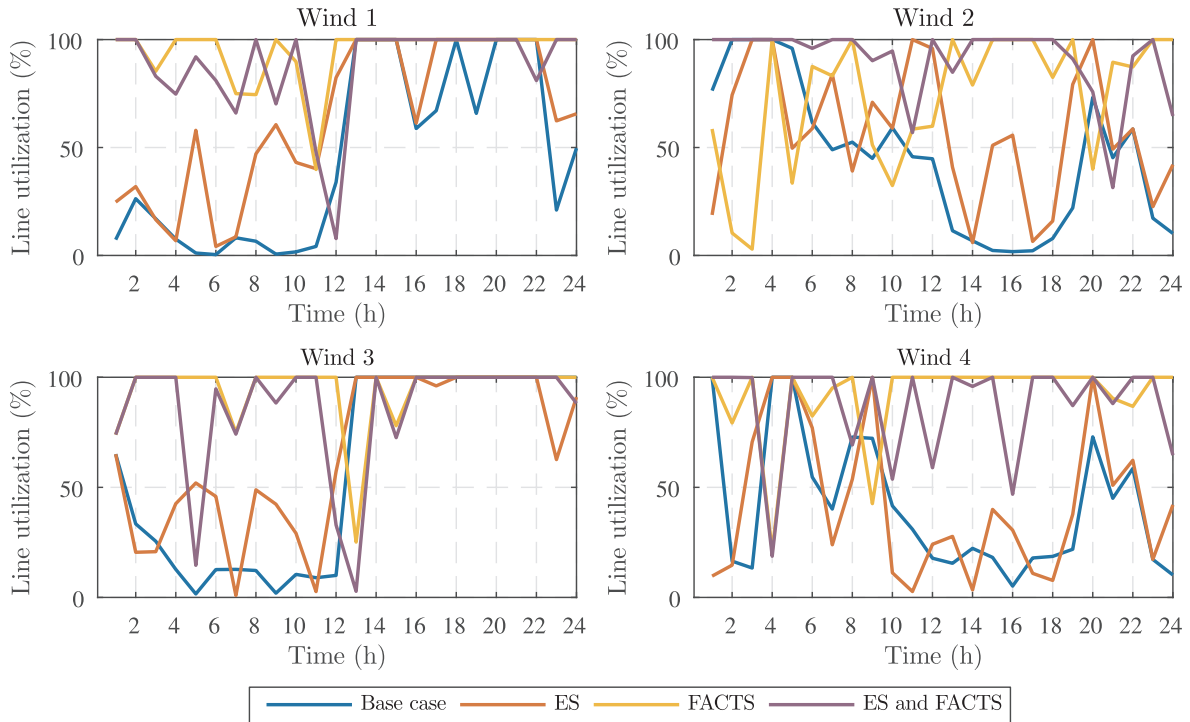 Wind 1
Wind 2
Line utilization (%)
100
50
0
2 4 6 8 10 12 14 16 18 20 22 24
Time (h)
Line utilization (%)
100
50
0
2 4 6 8 10 12 14 16 18 20 22 24
Time (h)
Wind 3
Wind 4
Line utilization (%)
100
50
0
2 4 6 8 10 12 14 16 18 20 22 24
Time (h)
Line utilization (%)
100
50
0
2 4 6 8 10 12 14 16 18 20 22 24
Time (h)
Base case ES FACTS ES and FACTS